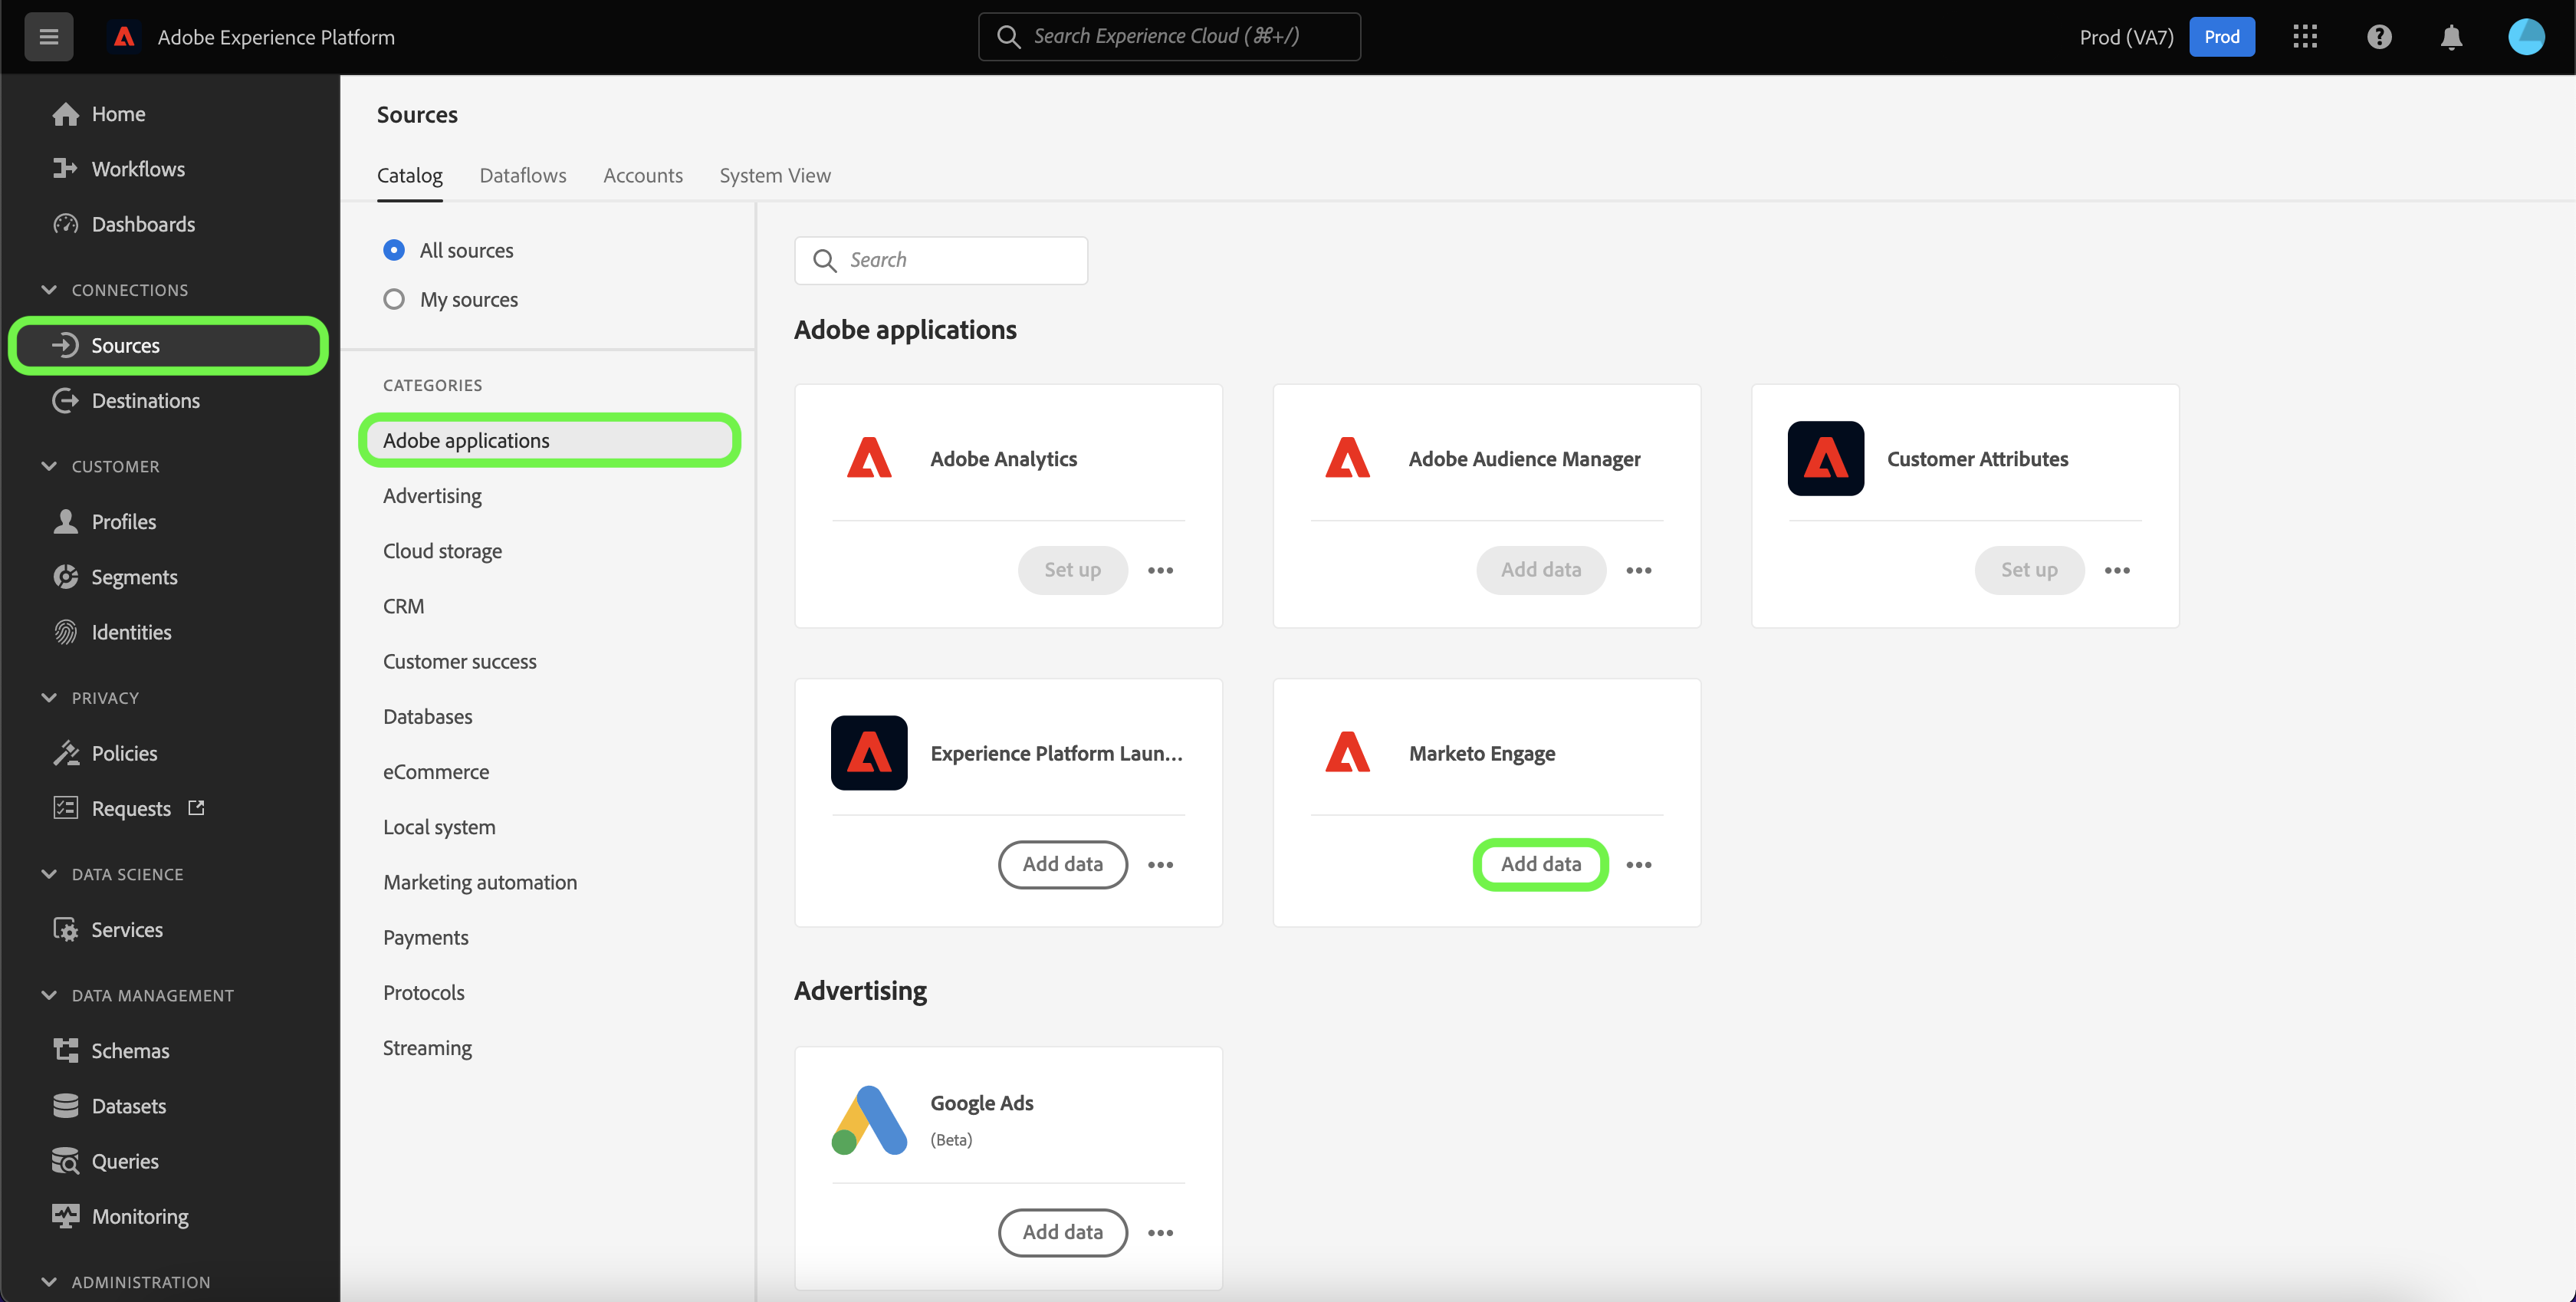 Adobe Experience Platform
Search Experience Cloud (⌘+/)
Prod (VA7)
Prod
Home
Workflows
Dashboards
CONNECTIONS
Sources
Destinations
CUSTOMER
Profiles
Segments
Identities
PRIVACY
Policies
Requests
DATA SCIENCE
Services
DATA MANAGEMENT
Schemas
Datasets
Queries
Monitoring
ADMINISTRATION
Sources
Catalog Dataflows Accounts System View
All sources
My sources
CATEGORIES
Adobe applications
Advertising
Cloud storage
CRM
Customer success
Databases
eCommerce
Local system
Marketing automation
Payments
Protocols
Streaming
Search
Adobe applications
Adobe Analytics
Set up
Adobe Audience Manager
Add data
Customer Attributes
Set up
Experience Platform Laun...
Add data
Marketo Engage
Add data
Advertising
Google Ads
(Beta)
Add data